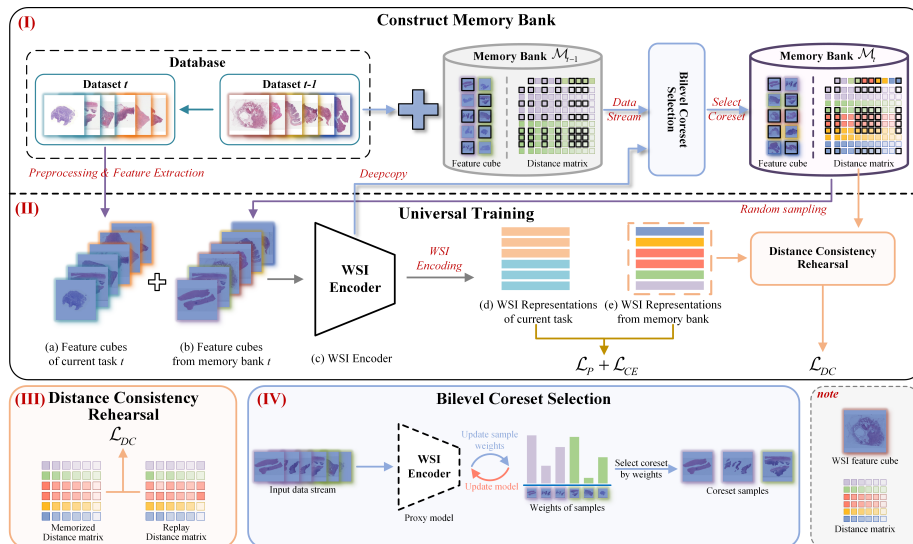 (I)
Construct Memory Bank
Database
Dataset t
Dataset t-1
Memory Bank ℳt-1
Feature cube
Distance matrix
Data
Stream
Bilevel Coreset
Selection
Select
Coreset
Memory Bank ℳt
Feature cube
Distance matrix
Preprocessing & Feature Extraction
Deepcopy
(II)
Universal Training
Random sampling
WSI
Encoder
WSI
Encoding
Distance Consistency
Rehearsal
(a) Feature cubes
of current task t
(b) Feature cubes
from memory bank t
(c) WSI Encoder
(d) WSI Representations
of current task
(e) WSI Representations
from memory bank
ℒP + ℒCE
ℒDC
(III)
Distance Consistency
Rehearsal
ℒDC
Memorized
Distance matrix
Replay
Distance matrix
(IV)
Bilevel Coreset Selection
Input data stream
WSI
Encoder
Proxy model
Update sample
weights
Update model
Weights of samples
Select coreset
by weights
Coreset samples
note
WSI feature cube
Distance matrix